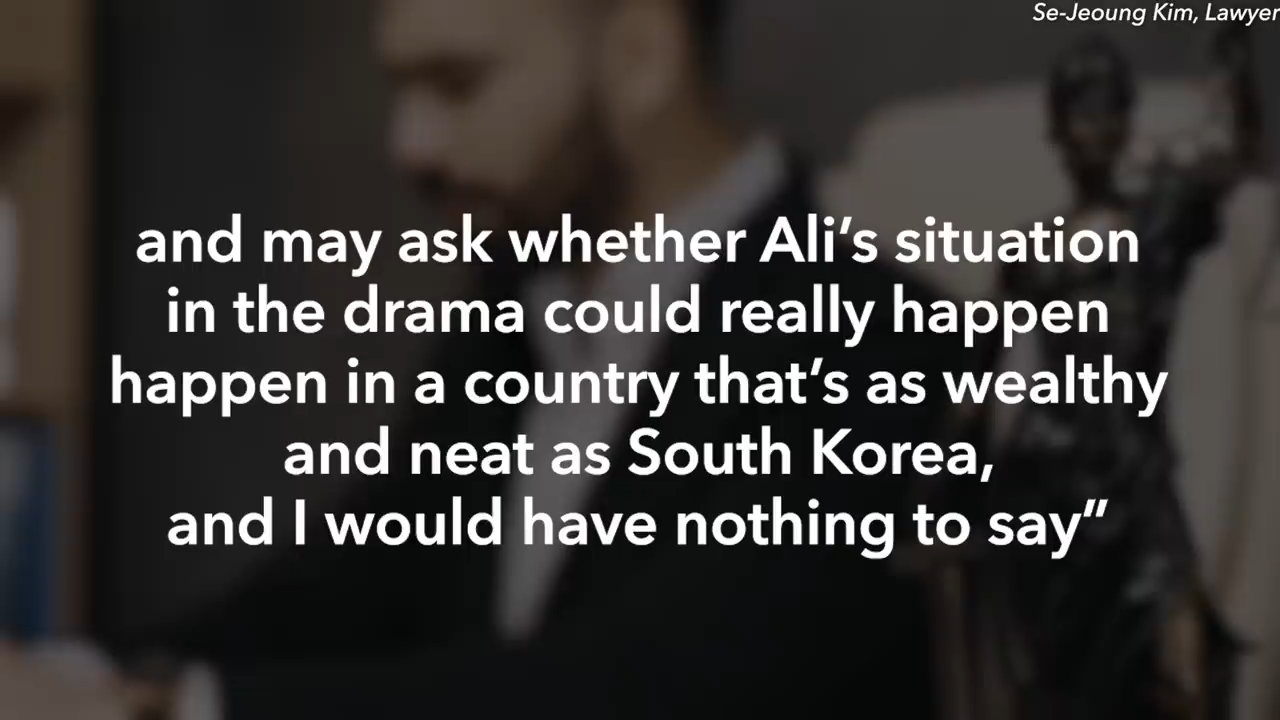 Se-Jeoung Kim, Lawyer
and may ask whether Ali’s situation
in the drama could really happen
happen in a country that’s as wealthy
and neat as South Korea,
and I would have nothing to say”